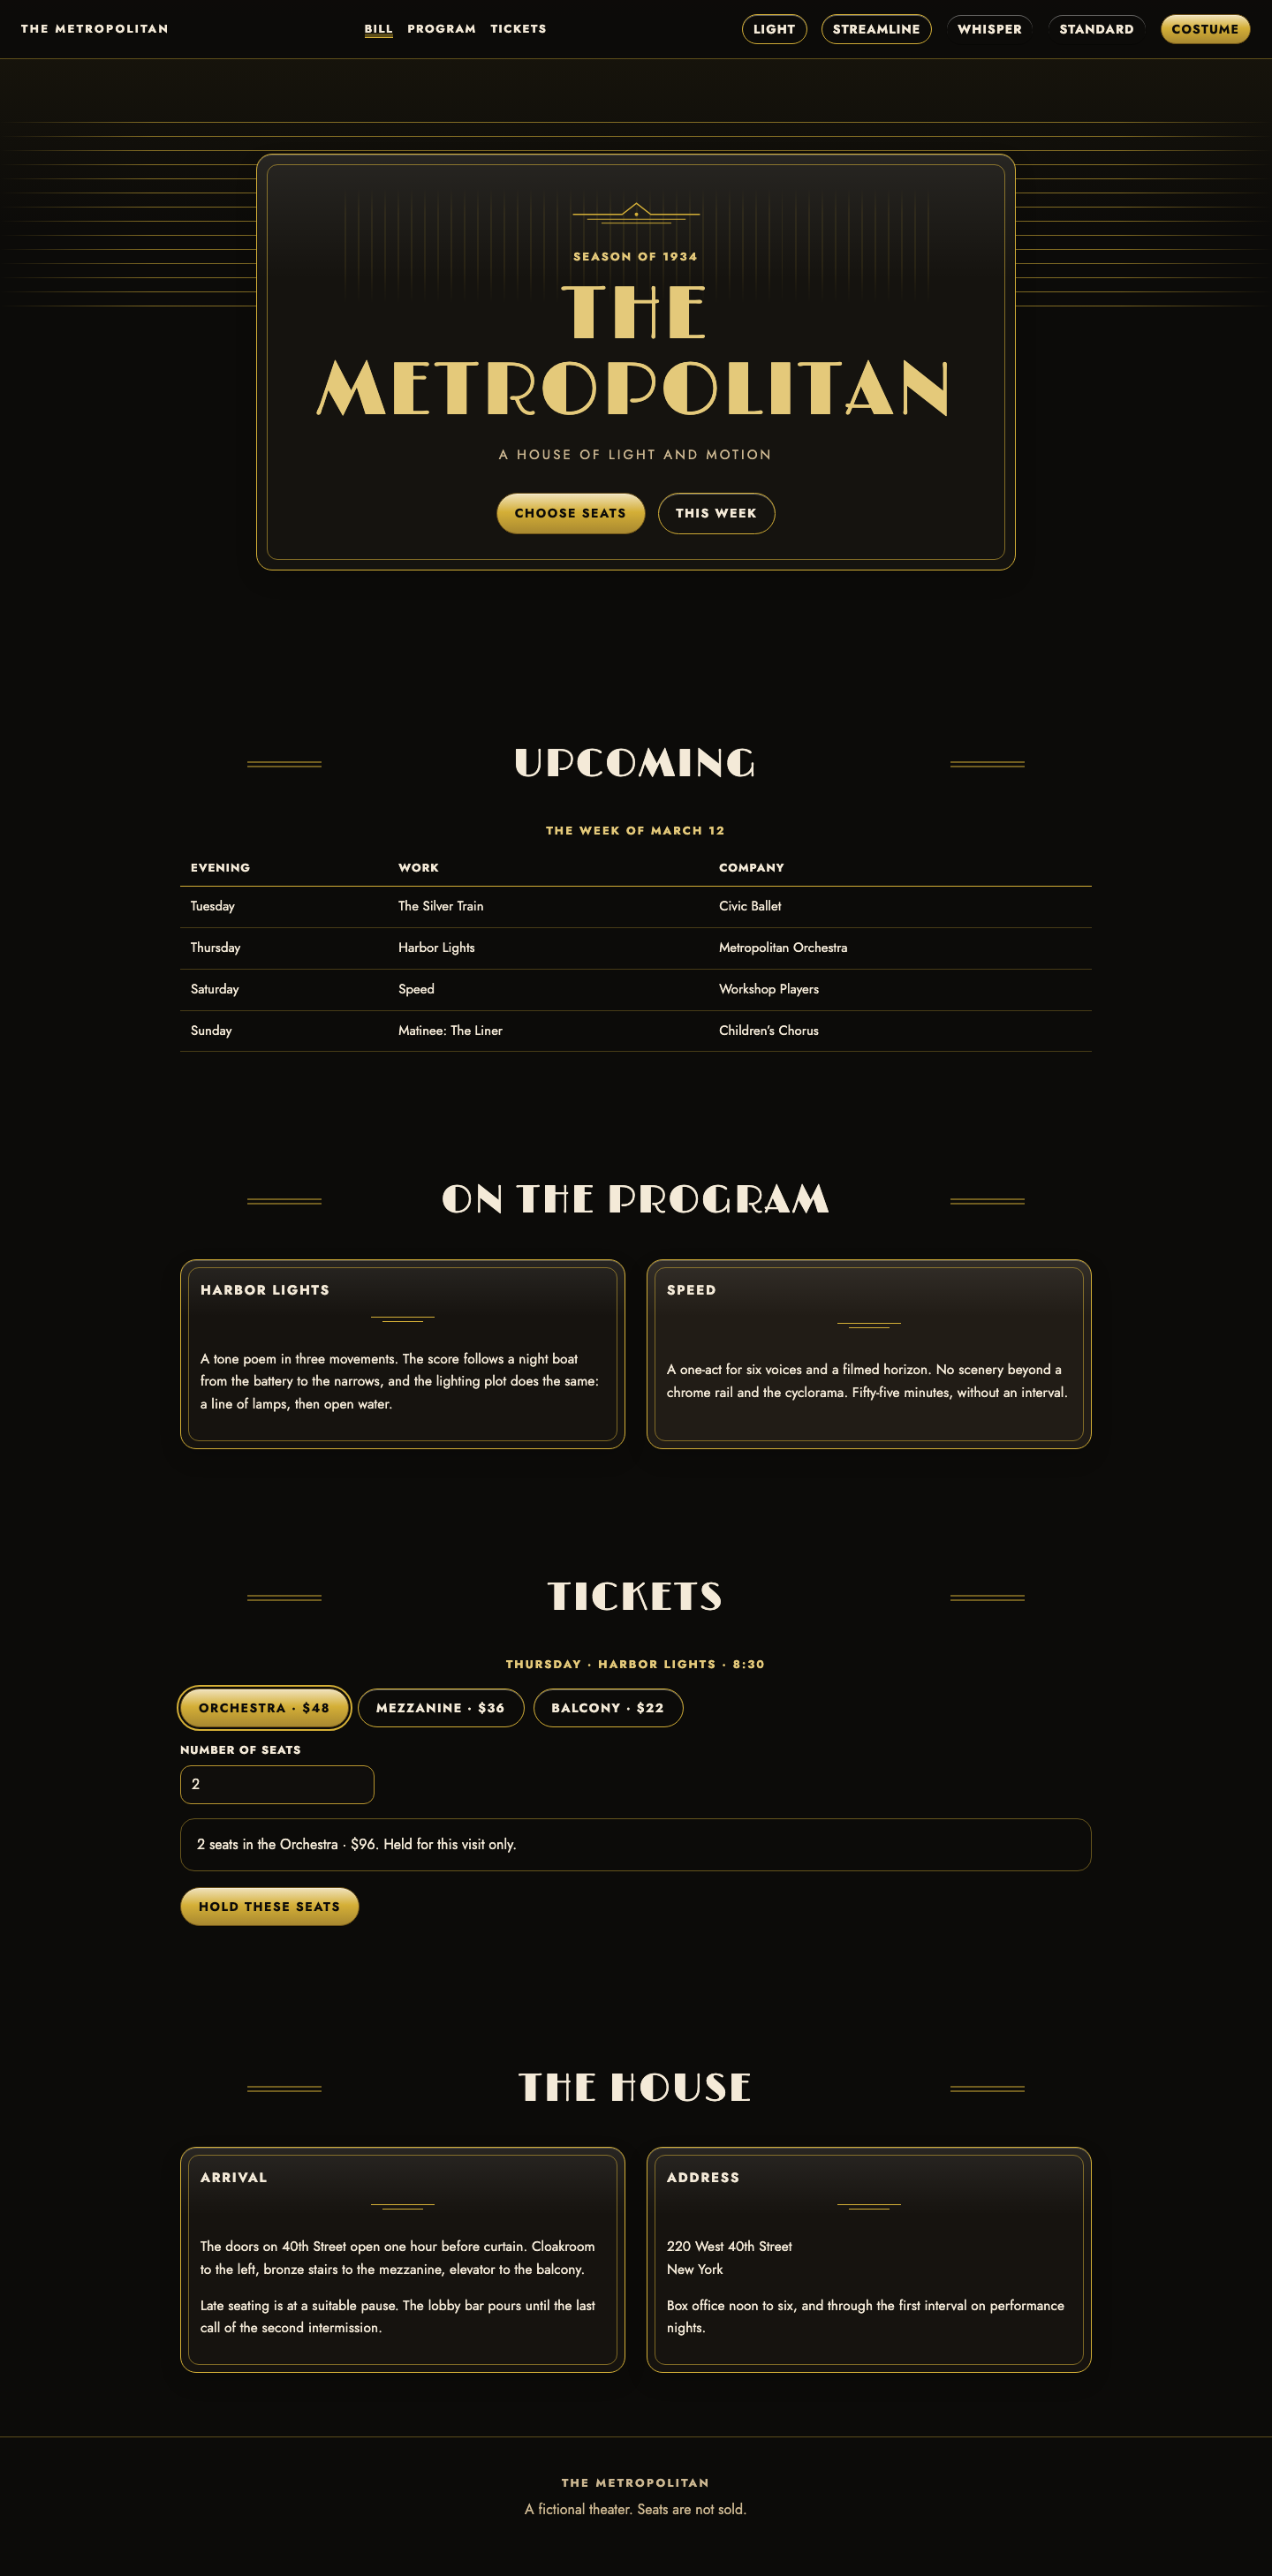 THE METROPOLITAN
BILL PROGRAM TICKETS
LIGHT STREAMLINE WHISPER STANDARD COSTUME
SEASON OF 1934
THE
METROPOLITAN
A HOUSE OF LIGHT AND MOTION
CHOOSE SEATS THIS WEEK
UPCOMING
THE WEEK OF MARCH 12
EVENING WORK COMPANY
Tuesday The Silver Train Civic Ballet
Thursday Harbor Lights Metropolitan Orchestra
Saturday Speed Workshop Players
Sunday Matinee: The Liner Children's Chorus
ON THE PROGRAM
HARBOR LIGHTS
A tone poem in three movements. The score follows a night boat
from the battery to the narrows, and the lighting plot does the same:
a line of lamps, then open water.
SPEED
A one-act for six voices and a filmed horizon. No scenery beyond a
chrome rail and the cyclorama. Fifty-five minutes, without an interval.
TICKETS
THURSDAY · HARBOR LIGHTS · 8:30
ORCHESTRA · $48 MEZZANINE · $36 BALCONY · $22
NUMBER OF SEATS
2
2 seats in the Orchestra · $96. Held for this visit only.
HOLD THESE SEATS
THE HOUSE
ARRIVAL
The doors on 40th Street open one hour before curtain. Cloakroom
to the left, bronze stairs to the mezzanine, elevator to the balcony.
Late seating is at a suitable pause. The lobby bar pours until the last
call of the second intermission.
ADDRESS
220 West 40th Street
New York
Box office noon to six, and through the first interval on performance
nights.
THE METROPOLITAN
A fictional theater. Seats are not sold.